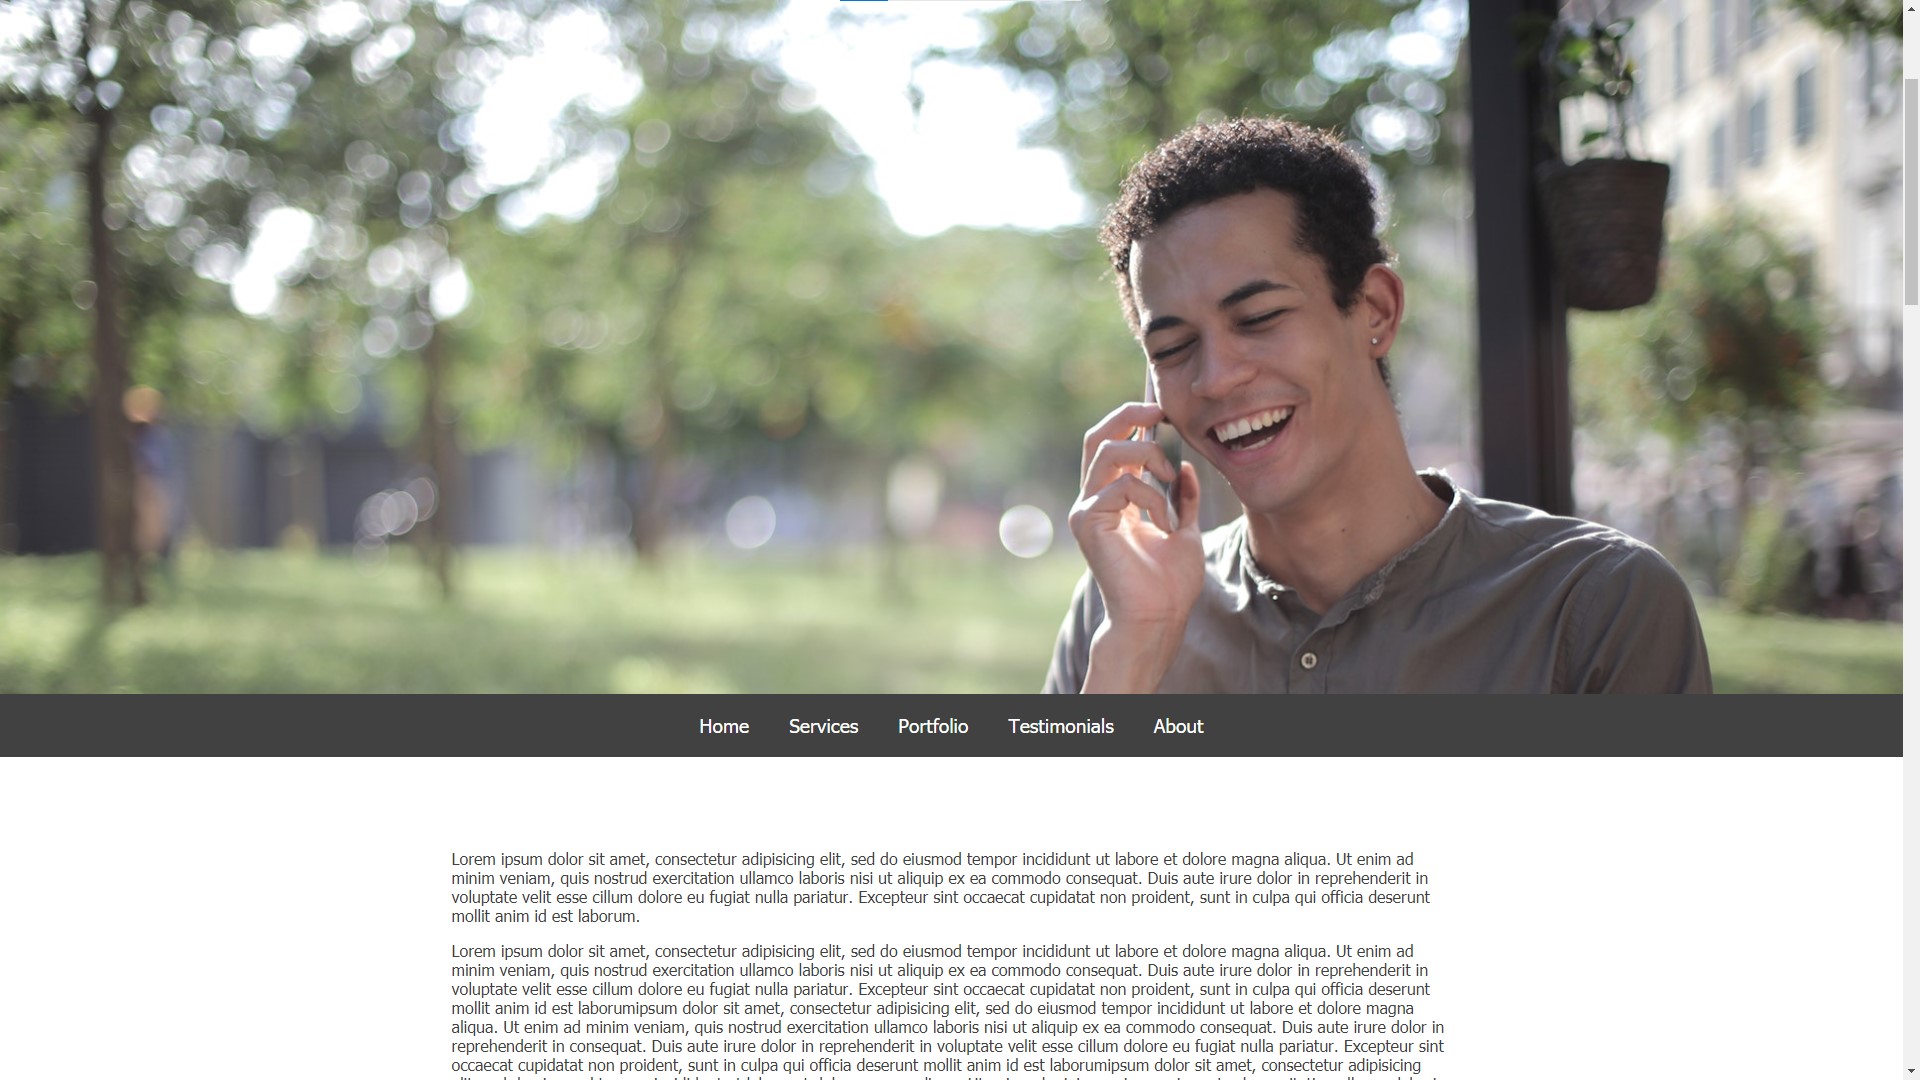 Home Services Portfolio Testimonials About
Lorem ipsum dolor sit amet, consectetur adipisicing elit, sed do eiusmod tempor incididunt ut labore et dolore magna aliqua. Ut enim ad
minim veniam, quis nostrud exercitation ullamco laboris nisi ut aliquip ex ea commodo consequat. Duis aute irure dolor in reprehenderit in
voluptate velit esse cillum dolore eu fugiat nulla pariatur. Excepteur sint occaecat cupidatat non proident, sunt in culpa qui officia deserunt
mollit anim id est laborum.
Lorem ipsum dolor sit amet, consectetur adipisicing elit, sed do eiusmod tempor incididunt ut labore et dolore magna aliqua. Ut enim ad
minim veniam, quis nostrud exercitation ullamco laboris nisi ut aliquip ex ea commodo consequat. Duis aute irure dolor in reprehenderit in
voluptate velit esse cillum dolore eu fugiat nulla pariatur. Excepteur sint occaecat cupidatat non proident, sunt in culpa qui officia deserunt
mollit anim id est laborumipsum dolor sit amet, consectetur adipisicing elit, sed do eiusmod tempor incididunt ut labore et dolore magna
aliqua. Ut enim ad minim veniam, quis nostrud exercitation ullamco laboris nisi ut aliquip ex ea commodo consequat. Duis aute irure dolor in
reprehenderit in consequat. Duis aute irure dolor in reprehenderit in voluptate velit esse cillum dolore eu fugiat nulla pariatur. Excepteur sint
occaecat cupidatat non proident, sunt in culpa qui officia deserunt mollit anim id est laborumipsum dolor sit amet, consectetur adipisicing